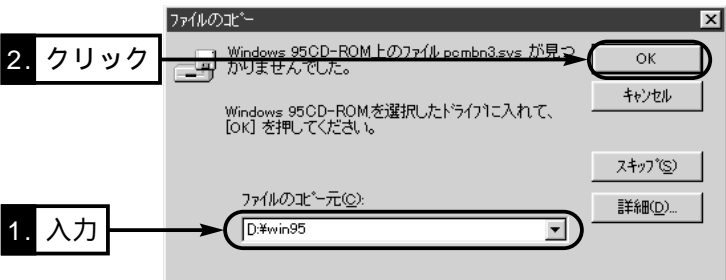 ファイルのコピー
2. クリック
Windows 95CD-ROM上のファイル pcmbn3.sys が見つ
かりませんでした。
OK
キャンセル
Windows 95CD-ROMを選択したドライブに入れて、
[OK] を押してください。
スキップ(S)
ファイルのコピー元(C):
詳細(D)...
1. 入力
D:¥win95